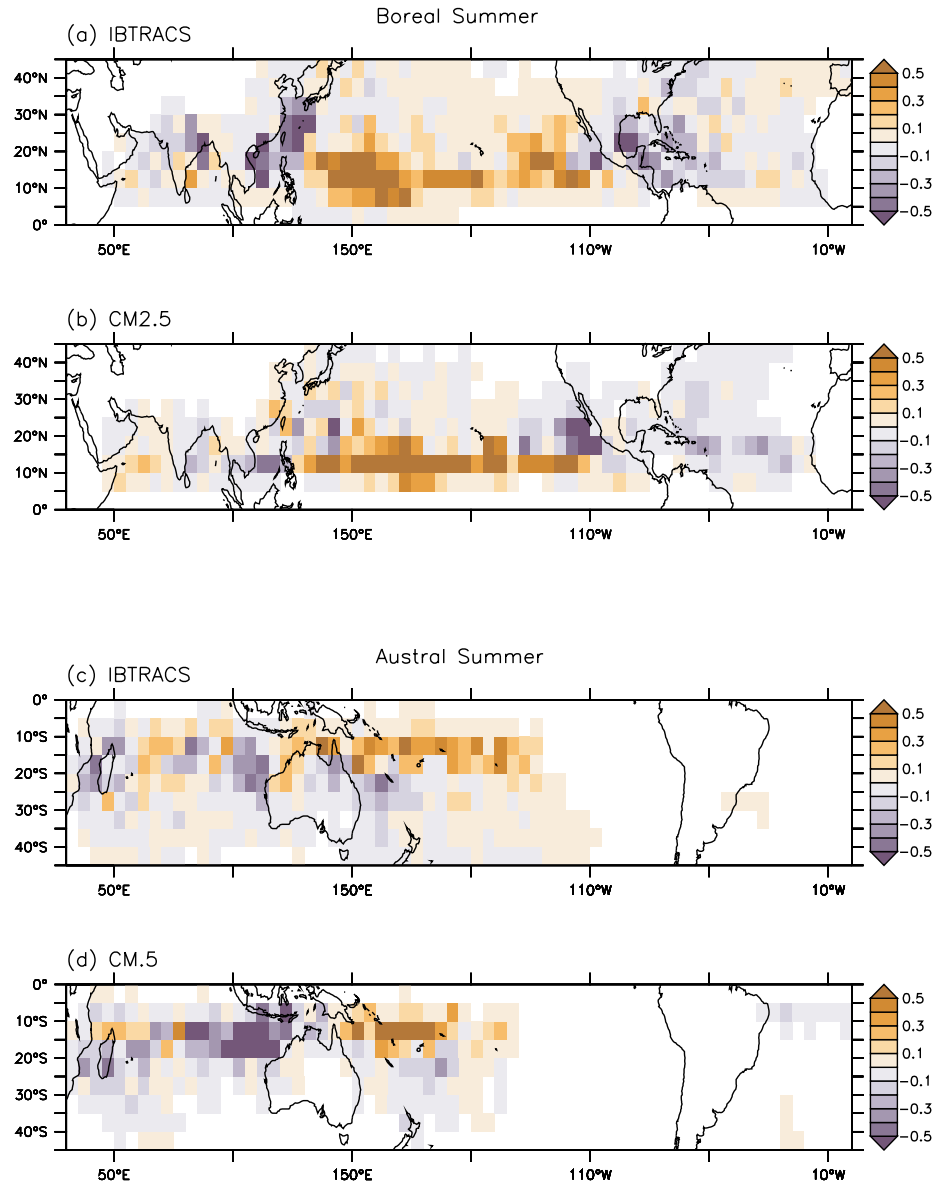 Boreal Summer
(a) IBTRACS
40°N
30°N
20°N
10°N
0°
50°E
150°E
110°W
10°W
0.5
0.3
0.1
−0.1
−0.3
−0.5
(b) CM2.5
40°N
30°N
20°N
10°N
0°
50°E
150°E
110°W
10°W
0.5
0.3
0.1
−0.1
−0.3
−0.5
Austral Summer
(c) IBTRACS
0°
10°S
20°S
30°S
40°S
50°E
150°E
110°W
10°W
0.5
0.3
0.1
−0.1
−0.3
−0.5
(d) CM.5
0°
10°S
20°S
30°S
40°S
50°E
150°E
110°W
10°W
0.5
0.3
0.1
−0.1
−0.3
−0.5